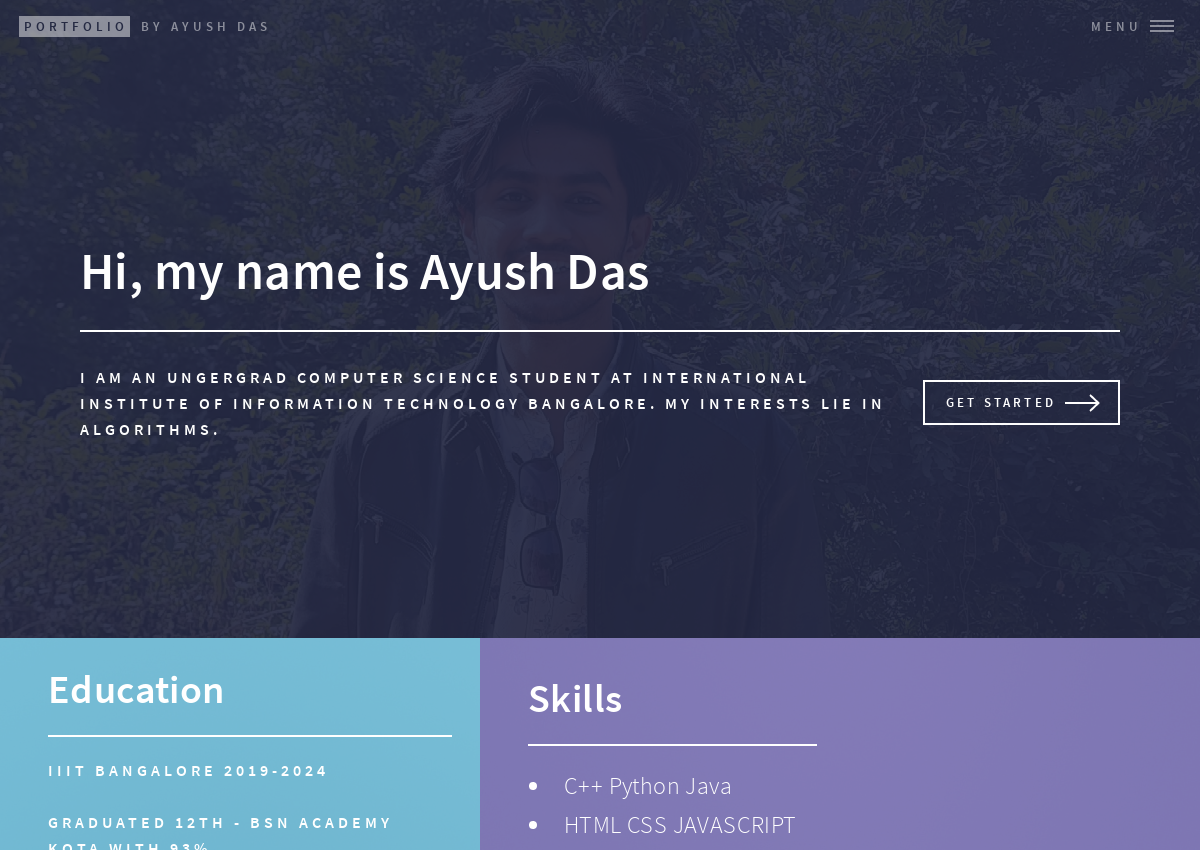 PORTFOLIO BY AYUSH DAS
MENU
Hi, my name is Ayush Das
I AM AN UNGERGRAD COMPUTER SCIENCE STUDENT AT INTERNATIONAL
INSTITUTE OF INFORMATION TECHNOLOGY BANGALORE. MY INTERESTS LIE IN
ALGORITHMS.
GET STARTED
Education
IIIT BANGALORE 2019-2024
GRADUATED 12TH - BSN ACADEMY
KOTA WITH 93%
Skills
C++ Python Java
HTML CSS JAVASCRIPT